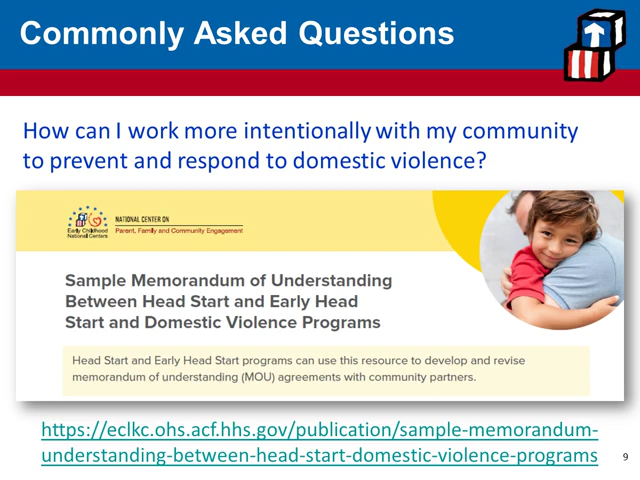 Commonly Asked Questions
How can I work more intentionally with my community
to prevent and respond to domestic violence?
Early Childhood
National Centers
NATIONAL CENTER ON
Parent, Family and Community Engagement
Sample Memorandum of Understanding
Between Head Start and Early Head
Start and Domestic Violence Programs
Head Start and Early Head Start programs can use this resource to develop and revise
memorandum of understanding (MOU) agreements with community partners.
https://eclkc.ohs.acf.hhs.gov/publication/sample-memorandum-
understanding-between-head-start-domestic-violence-programs
9